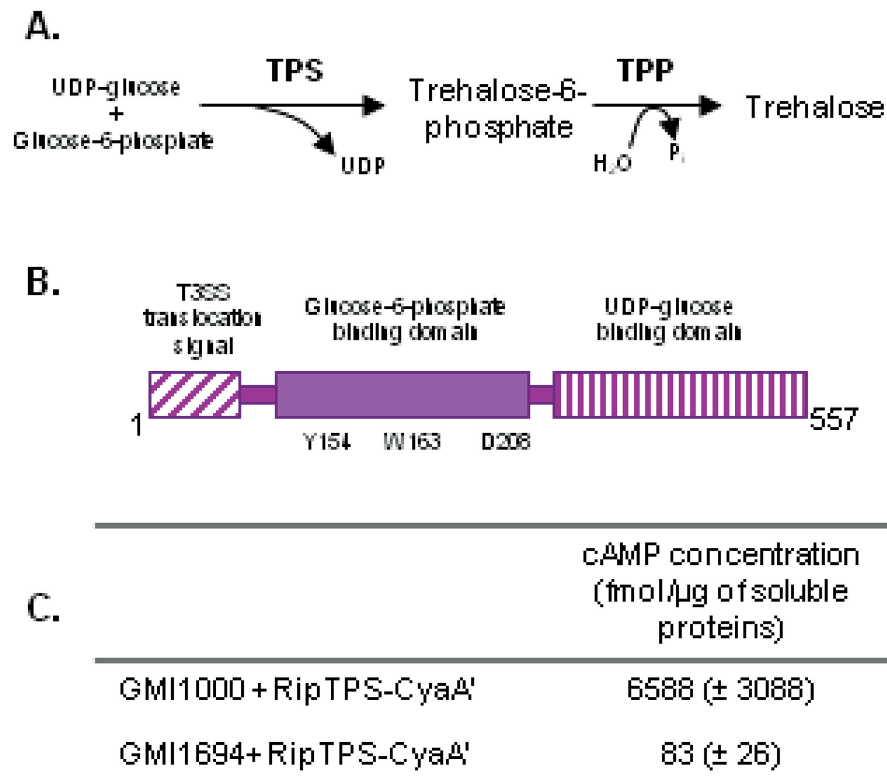 A.
UDP-glucose
+
Glucose-6-phosphate
TPS
UDP
Trehalose-6-
phosphate
TPP
H₂O
Pᵢ
Trehalose
B.
T3SS
translocation
signal
Glucose-6-phosphate
binding domain
UDP-glucose
binding domain
1
557
Y154
W163
D208
C.
cAMP concentration
(fmol/µg of soluble
proteins)
GMI1000 + RipTPS-CyaA'
6588 (± 3088)
GMI1694+ RipTPS-CyaA'
83 (± 26)